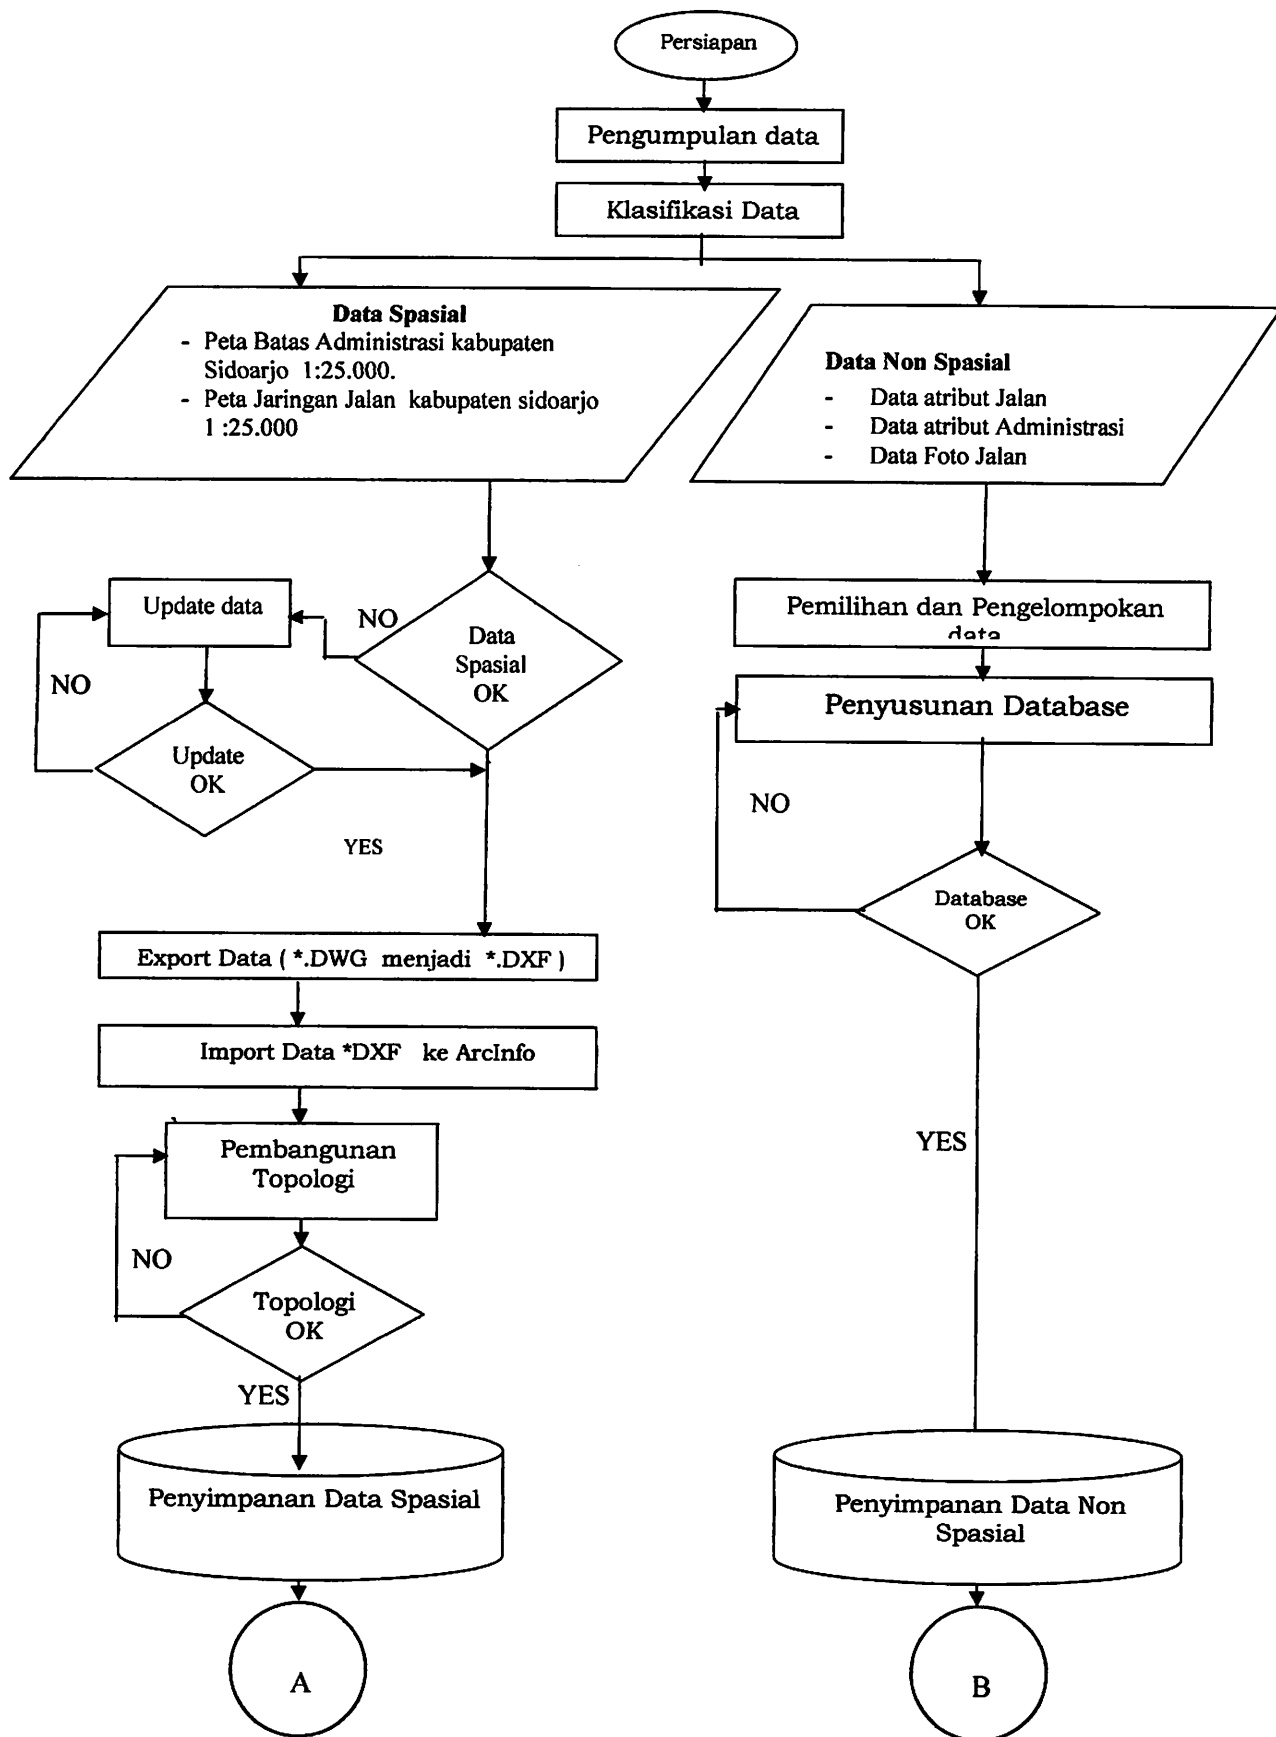 Persiapan
Pengumpulan data
Klasifikasi Data
Data Spasial
- Peta Batas Administrasi kabupaten
Sidoarjo 1:25.000.
- Peta Jaringan Jalan kabupaten sidoarjo
1 :25.000
Data Non Spasial
- Data atribut Jalan
- Data atribut Administrasi
- Data Foto Jalan
Update data
NO
Data
Spasial
OK
NO
Update
OK
YES
Pemilihan dan Pengelompokan
data
Penyusunan Database
NO
Database
OK
Export Data ( *.DWG menjadi *.DXF )
Import Data *DXF ke ArcInfo
Pembangunan
Topologi
NO
Topologi
OK
YES
YES
Penyimpanan Data Spasial
Penyimpanan Data Non
Spasial
A
B